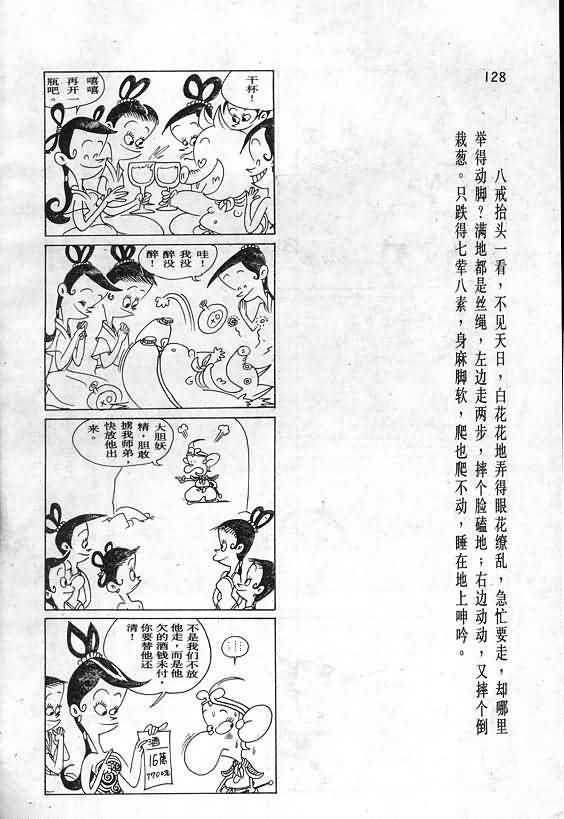 128
八戒抬头一看，不见天日，白花花地弄得眼花缭乱，急忙要走，却哪里
举得动脚？满地都是丝绳，左边走两步，摔个脸磕地；右边动动，又摔个倒
栽葱。只跌得七荤八素，身麻脚软，爬也爬不动，睡在地上呻吟。
干杯！
嘻嘻
再开一
瓶吧。
哇！
我没
醉没
醉！
大胆妖
精，胆敢
掳我师弟，
快放他出
来。
不是我们不放
他走，而是他
欠的酒钱未付，
你要替他还
清！
……
酒
16瓶
7700元